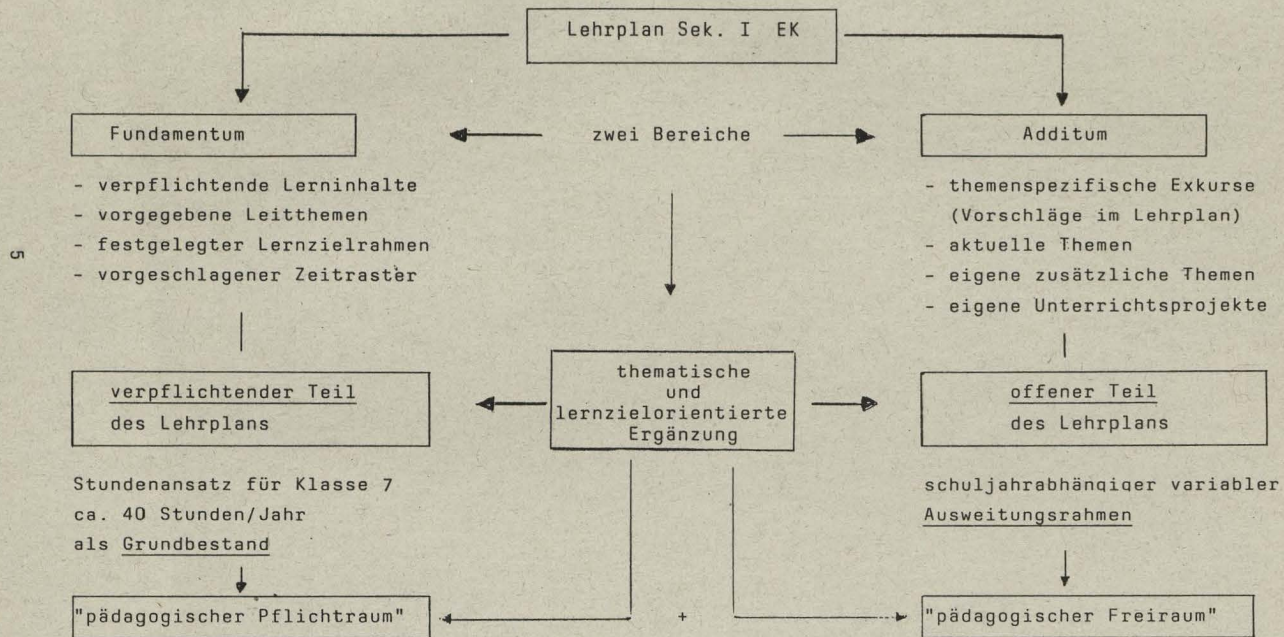 Lehrplan Sek. I EK
Fundamentum
zwei Bereiche
Additum
- verpflichtende Lerninhalte
- vorgegebene Leitthemen
- festgelegter Lernzielrahmen
- vorgeschlagener Zeitraster
- themenspezifische Exkurse
(Vorschläge im Lehrplan)
- aktuelle Themen
- eigene zusätzliche Themen
- eigene Unterrichtsprojekte
5
verpflichtender Teil
des Lehrplans
thematische
und
lernzielorientierte
Ergänzung
offener Teil
des Lehrplans
Stundenansatz für Klasse 7
ca. 40 Stunden/Jahr
als Grundbestand
schuljahrabhängiger variabler
Ausweitungsrahmen
"pädagogischer Pflichtraum"
+
"pädagogischer Freiraum"